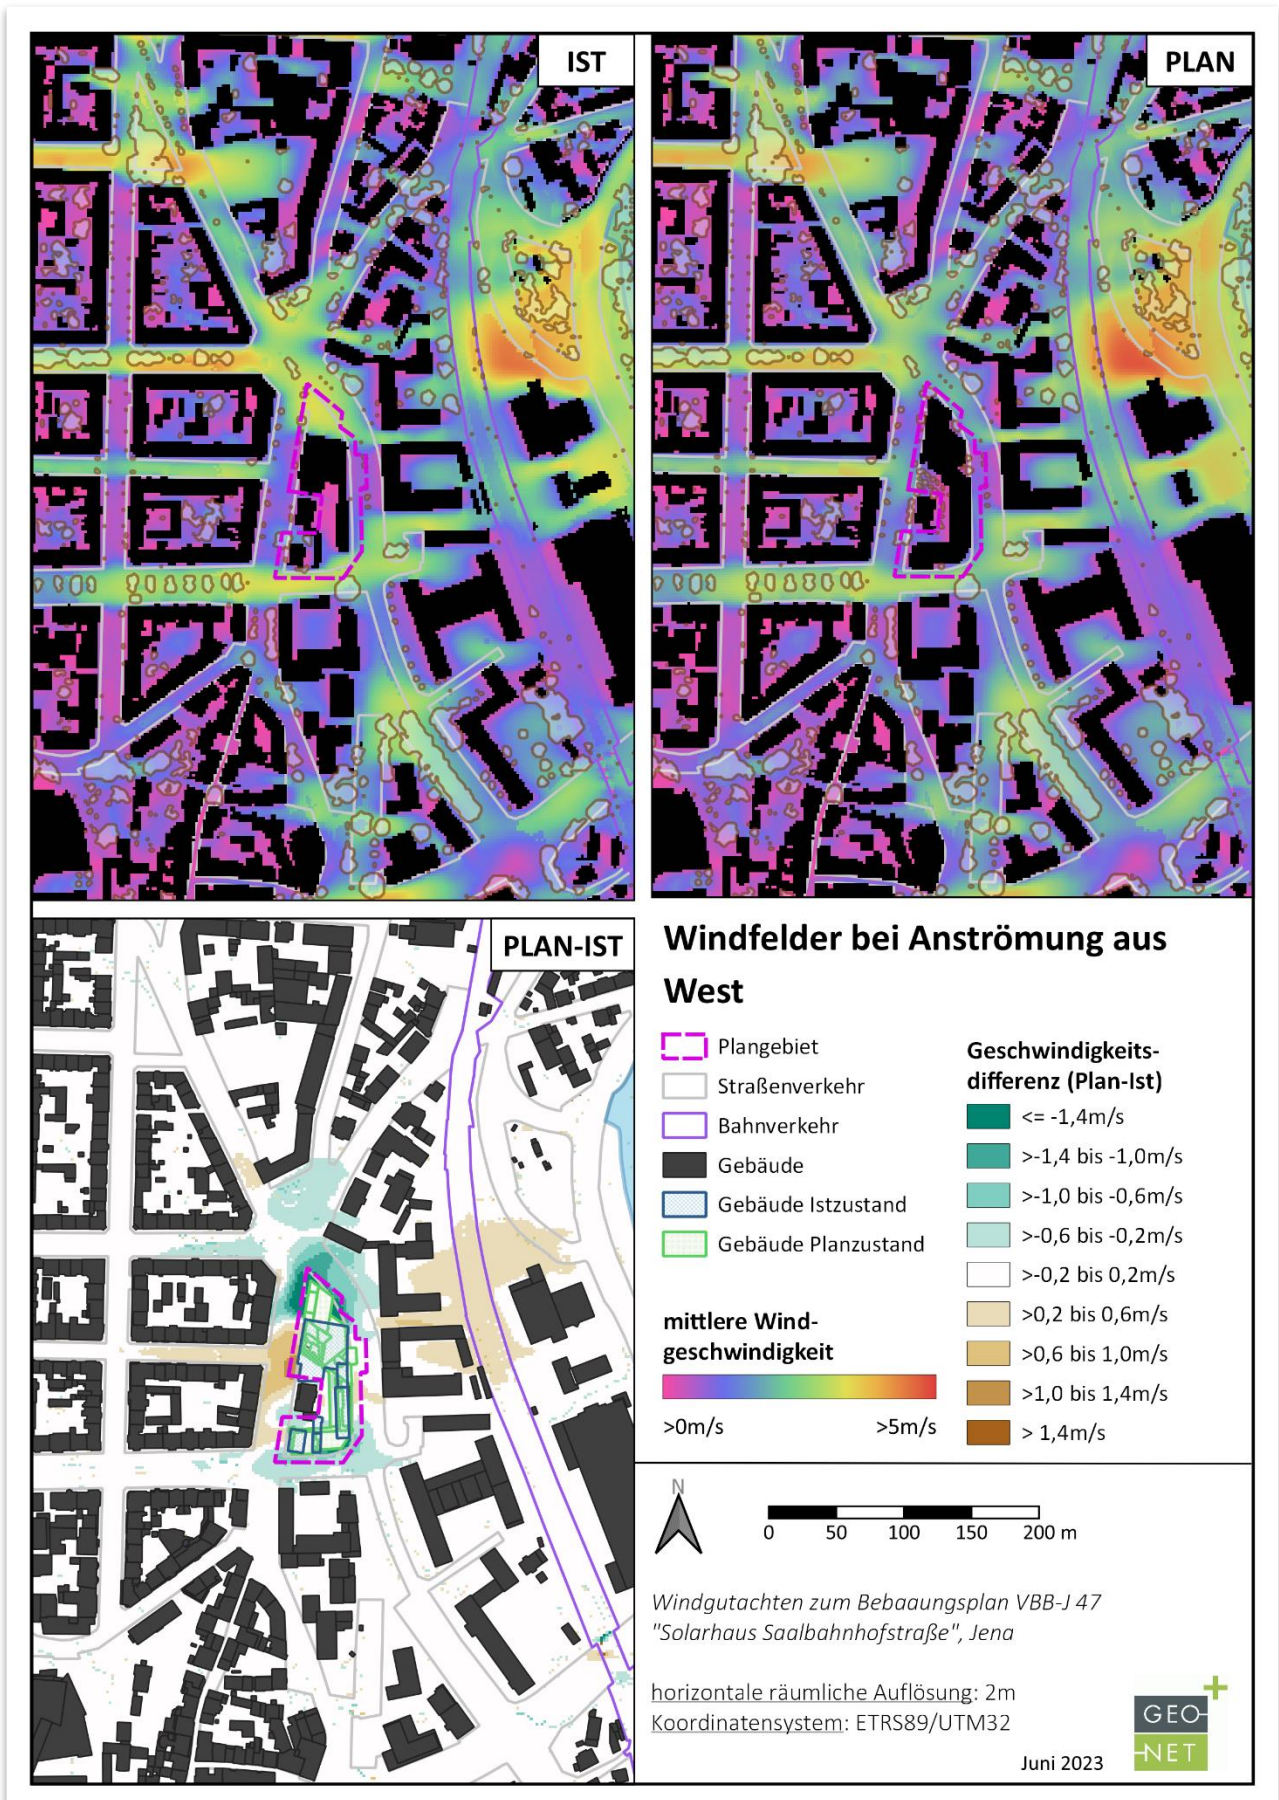 IST
PLAN
PLAN-IST
Windfelder bei Anströmung aus
West
Plangebiet
Straßenverkehr
Bahnverkehr
Gebäude
Gebäude Istzustand
Gebäude Planzustand
mittlere Wind-
geschwindigkeit
>0m/s >5m/s
Geschwindigkeits-
differenz (Plan-Ist)
<= -1,4m/s
>-1,4 bis -1,0m/s
>-1,0 bis -0,6m/s
>-0,6 bis -0,2m/s
>-0,2 bis 0,2m/s
>0,2 bis 0,6m/s
>0,6 bis 1,0m/s
>1,0 bis 1,4m/s
> 1,4m/s
N
0 50 100 150 200 m
Windgutachten zum Bebaaungsplan VBB-J 47
"Solarhaus Saalbahnhofstraße", Jena
horizontale räumliche Auflösung: 2m
Koordinatensystem: ETRS89/UTM32
Juni 2023
GEO
NET